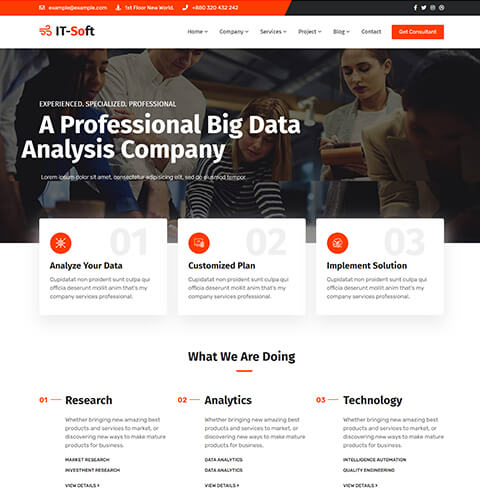 example@example.com 1st Floor New World. +880 320 432 242
IT-Soft Home Company Services Project Blog Contact Get Consultant
EXPERIENCED. SPECIALIZED. PROFESSIONAL
A Professional Big Data
Analysis Company
Lorem ipsum dolor sit amet, consectetur adipisicing elit, sed do eiusmod tempor
01 02 03
Analyze Your Data Customized Plan Implement Solution
Cupidatat non proident sunt culpa qui Cupidatat non proident sunt culpa qui Cupidatat non proident sunt culpa qui
officia deserunt mollit anim that's my officia deserunt mollit anim that's my officia deserunt mollit anim that's my
company services professional. company services professional. company services professional.
What We Are Doing
01 Research 02 Analytics 03 Technology
Whether bringing new amazing best Whether bringing new amazing best Whether bringing new amazing best
products and services to market, or products and services to market, or products and services to market, or
discovering new ways to make mature discovering new ways to make mature discovering new ways to make mature
products for business. products for business. products for business.
MARKET RESEARCH DATA ANALYTICS INTELLIGENCE AUTOMATION
INVESTMENT RESEARCH DATA ANALYTICS QUALITY ENGINEERING
VIEW DETAILS VIEW DETAILS VIEW DETAILS